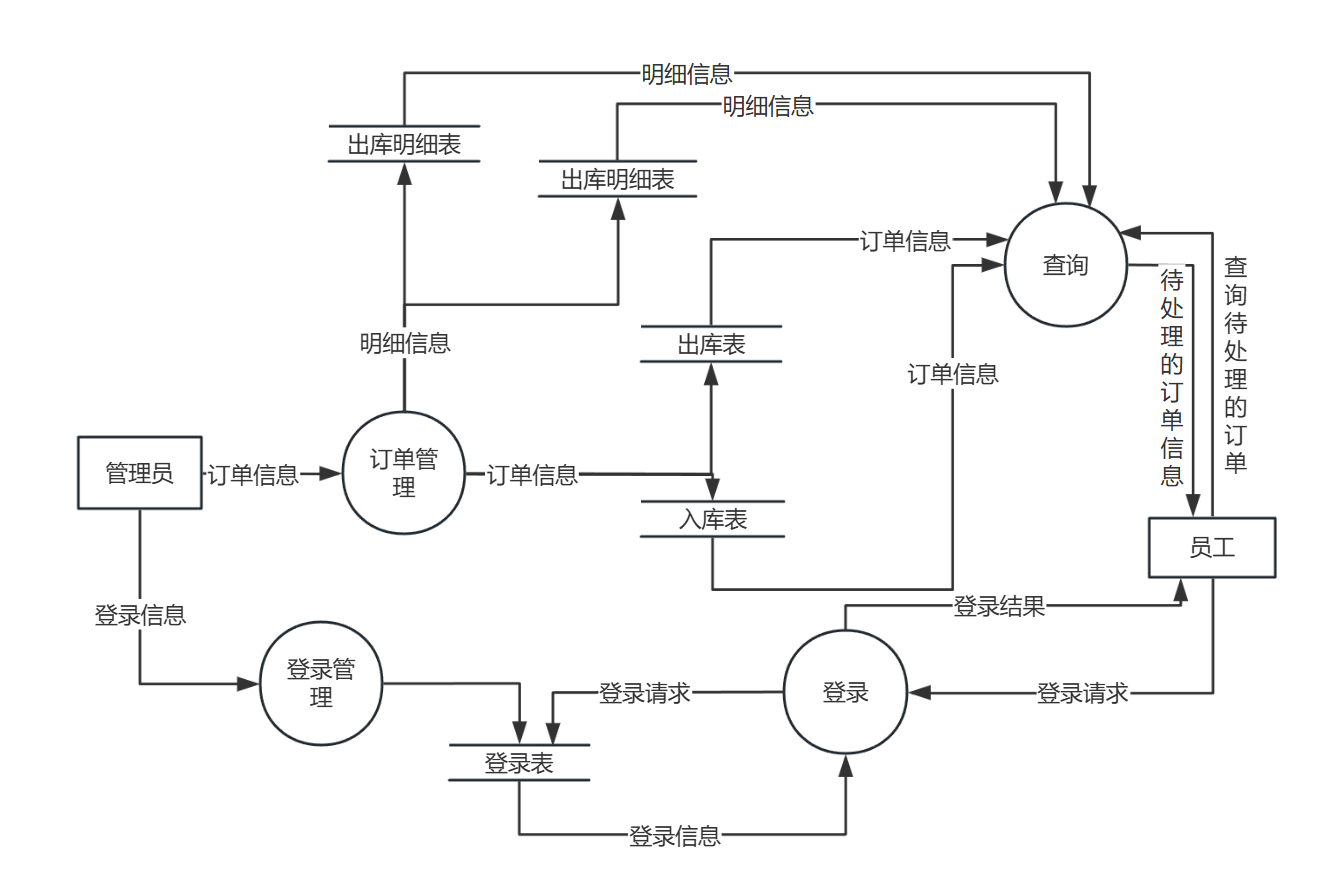 明细信息
明细信息
出库明细表
出库明细表
订单信息
查询
查询待处理的订单
待处理的订单信息
明细信息
出库表
订单信息
管理员
订单信息
订单管
理
订单信息
入库表
员工
登录信息
登录结果
登录管
理
登录请求
登录
登录请求
登录表
登录信息